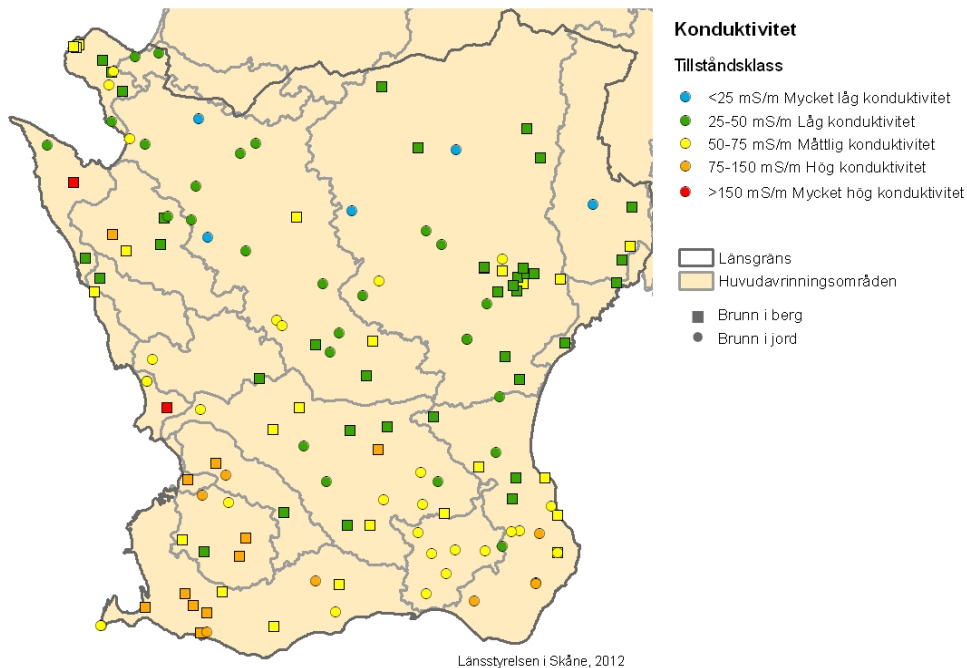 Konduktivitet
Tillståndsklass
<25 mS/m Mycket låg konduktivitet
25-50 mS/m Låg konduktivitet
50-75 mS/m Måttlig konduktivitet
75-150 mS/m Hög konduktivitet
>150 mS/m Mycket hög konduktivitet
Länsgräns
Huvudavrinningsområden
Brunn i berg
Brunn i jord
Länsstyrelsen i Skåne, 2012